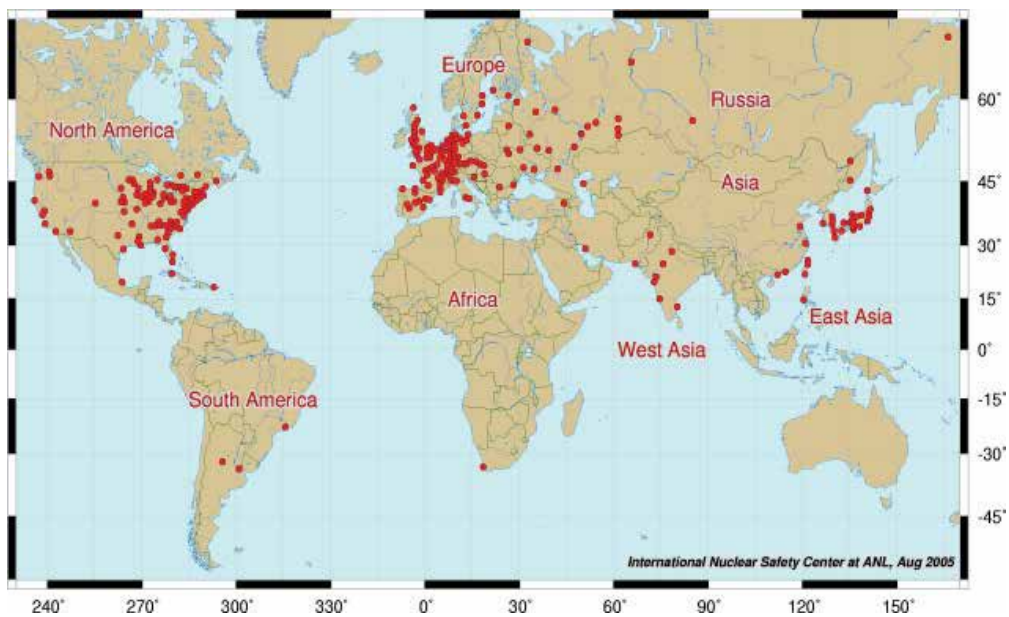 Europe
60°
Russia
North America
Asia
45°
30°
Africa
15°
East Asia
West Asia
0°
South America
-15°
-30°
-45°
International Nuclear Safety Center at ANL, Aug 2005
240° 270° 300° 330° 0° 30° 60° 90° 120° 150°